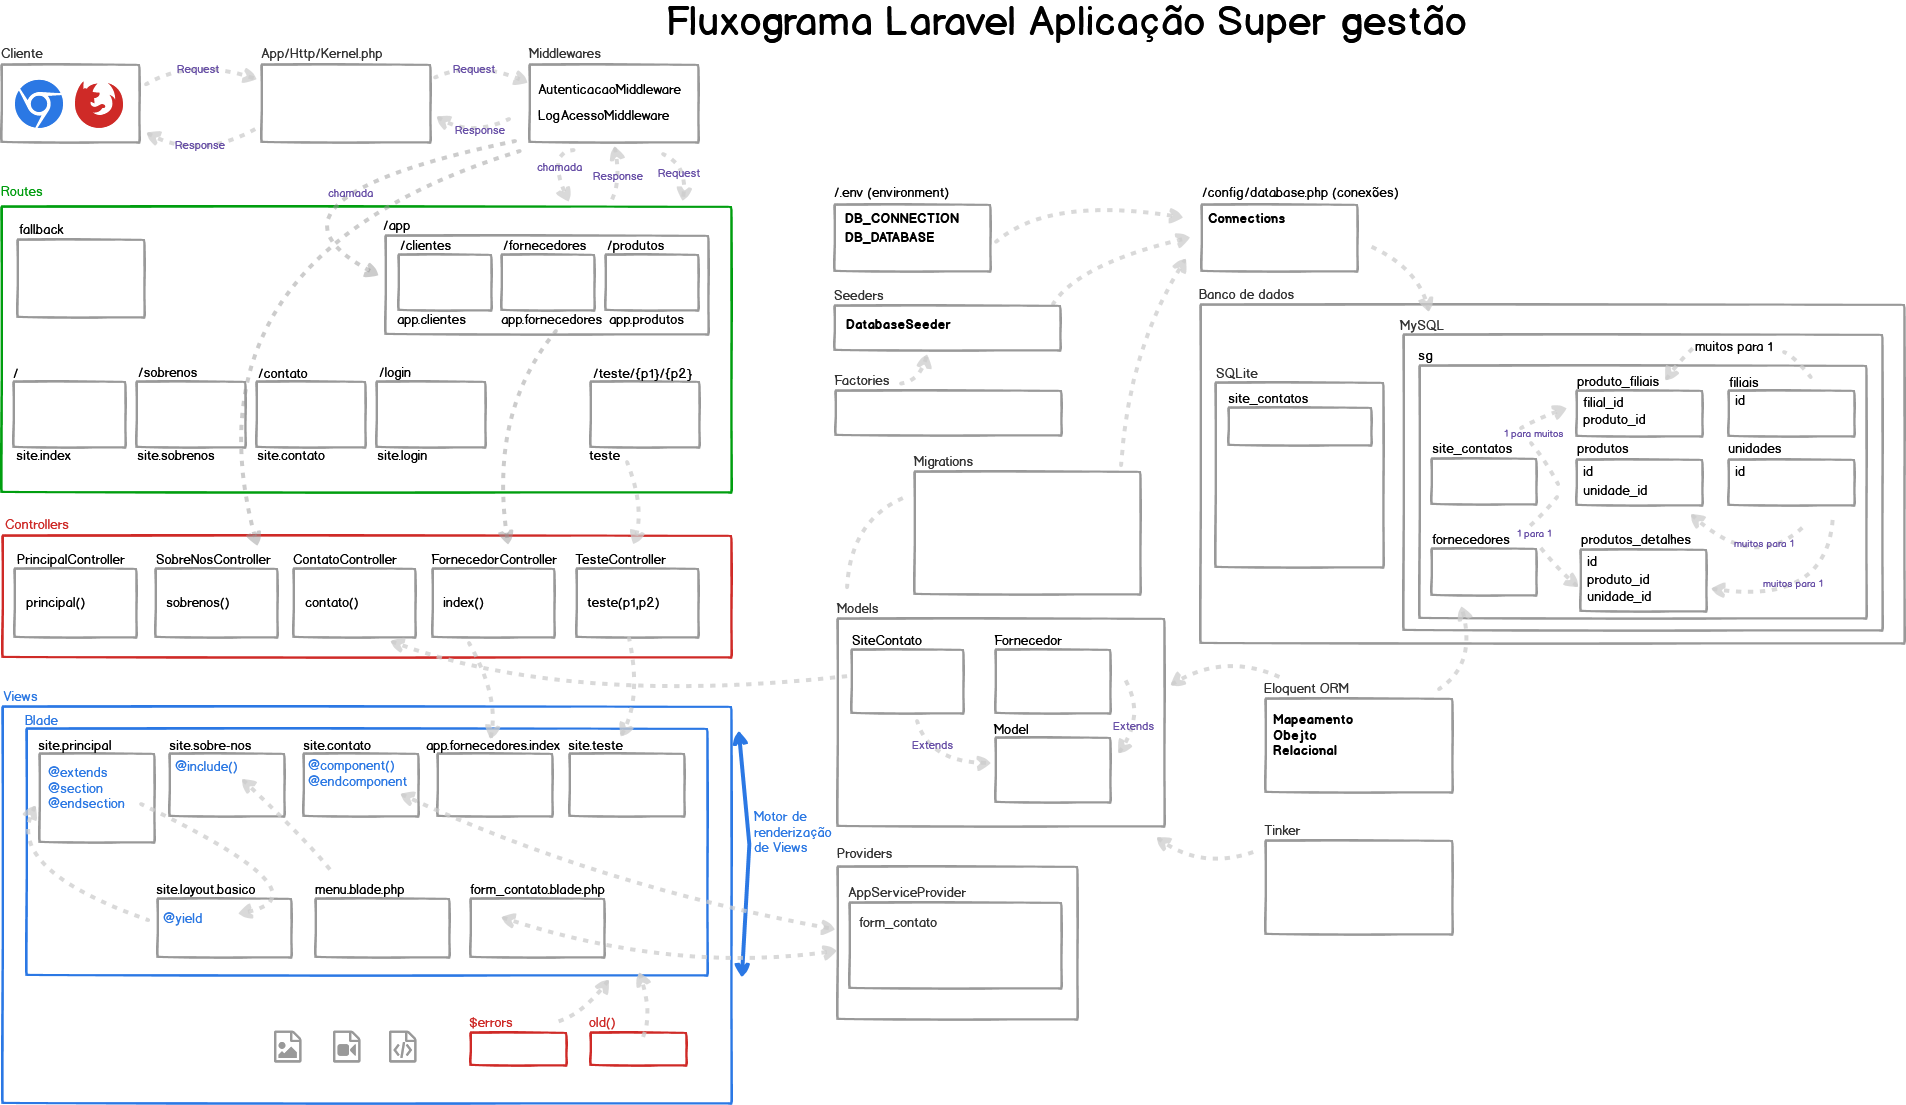 Fluxograma Laravel Aplicação Super gestão
Cliente
App/Http/Kernel.php
Middlewares
Request
Request
AutenticacaoMiddleware
LogAcessoMiddleware
Response
Response
chamada
Response
Request
chamada
Routes
fallback
/app
/clientes
/fornecedores
/produtos
app.clientes
app.fornecedores
app.produtos
/
/sobrenos
/contato
/login
/teste/{p1}/{p2}
site.index
site.sobrenos
site.contato
site.login
teste
Controllers
PrincipalController
SobreNosController
ContatoController
FornecedorController
TesteController
principal()
sobrenos()
contato()
index()
teste(p1,p2)
Views
Blade
site.principal
site.sobre-nos
site.contato
app.fornecedores.index
site.teste
@extends
@section
@endsection
@include()
@component()
@endcomponent
Motor de
renderização
de Views
site.layout.basico
menu.blade.php
form_contato.blade.php
@yield
$errors
old()
/.env (environment)
DB_CONNECTION
DB_DATABASE
/config/database.php (conexões)
Connections
Seeders
DatabaseSeeder
Factories
Migrations
Banco de dados
MySQL
sg
muitos para 1
SQLite
site_contatos
produto_filiais
filial_id
produto_id
filiais
id
1 para muitos
site_contatos
produtos
id
unidade_id
unidades
id
1 para 1
muitos para 1
fornecedores
produtos_detalhes
id
produto_id
unidade_id
muitos para 1
Models
SiteContato
Fornecedor
Model
Extends
Extends
Eloquent ORM
Mapeamento
Obejto
Relacional
Tinker
Providers
AppServiceProvider
form_contato